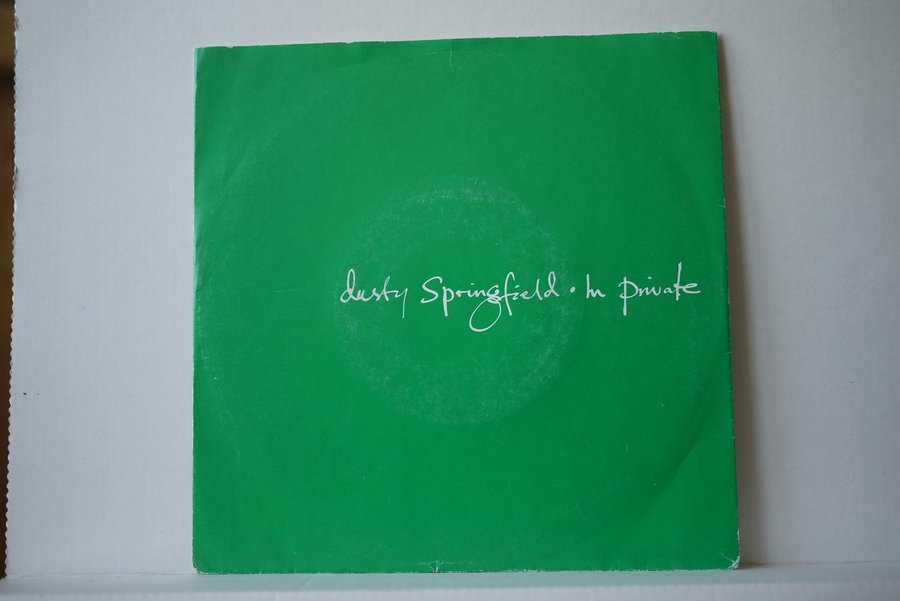 dusty Springfield • In private